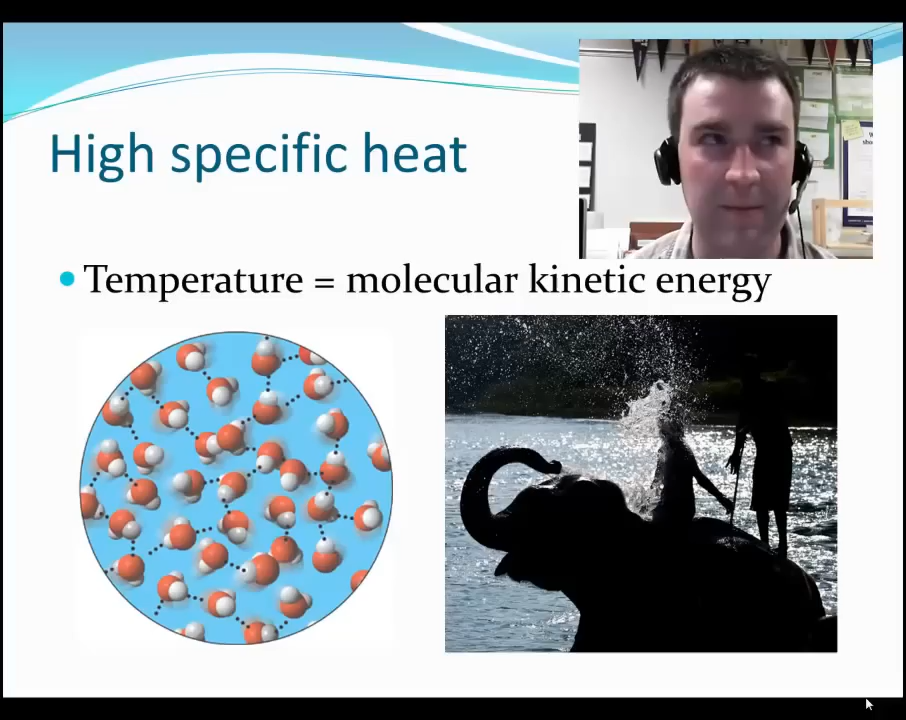 High specific heat
Temperature = molecular kinetic energy